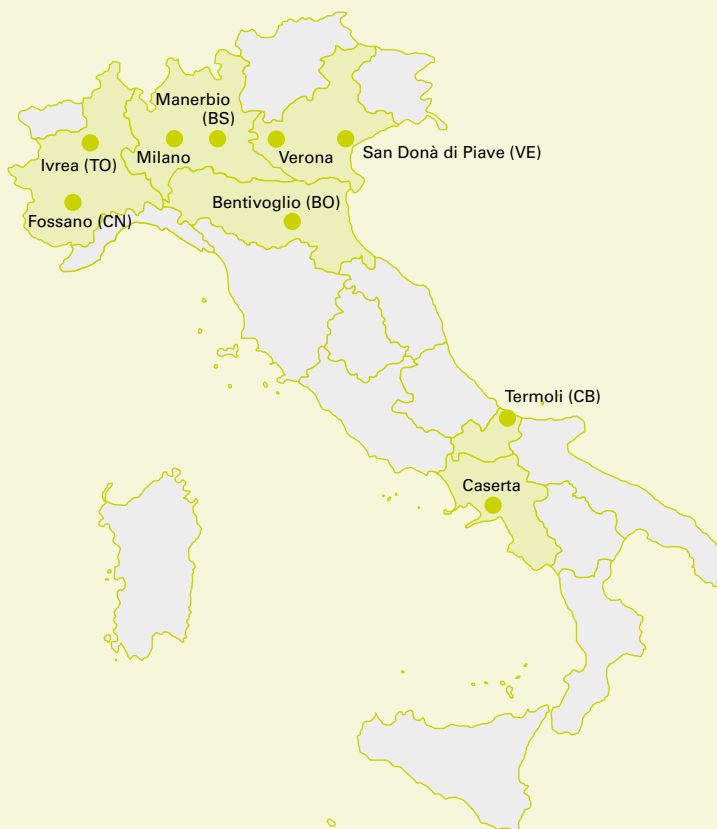 Manerbio
(BS)
Ivrea (TO)
Milano
Verona
San Donà di Piave (VE)
Fossano (CN)
Bentivoglio (BO)
Termoli (CB)
Caserta